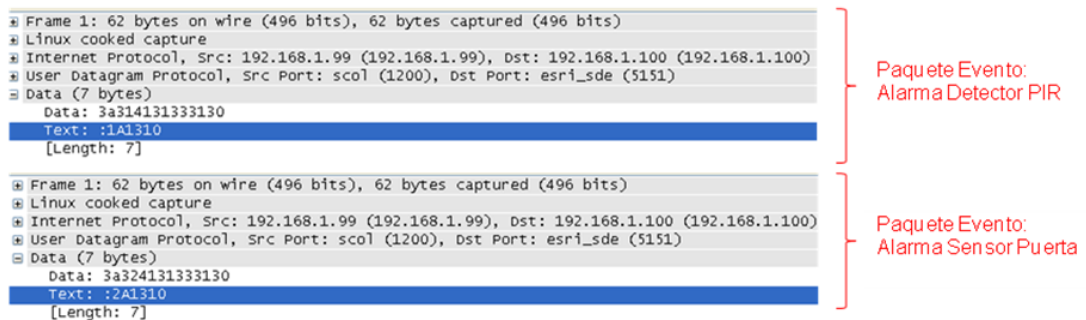 Frame 1: 62 bytes on wire (496 bits), 62 bytes captured (496 bits)
Linux cooked capture
Internet Protocol, Src: 192.168.1.99 (192.168.1.99), Dst: 192.168.1.100 (192.168.1.100)
User Datagram Protocol, Src Port: scol (1200), Dst Port: esri_sde (5151)
Data (7 bytes)
Data: 3a314131333130
Text: :1A1310
[Length: 7]
Paquete Evento:
Alarma Detector PIR
Frame 1: 62 bytes on wire (496 bits), 62 bytes captured (496 bits)
Linux cooked capture
Internet Protocol, Src: 192.168.1.99 (192.168.1.99), Dst: 192.168.1.100 (192.168.1.100)
User Datagram Protocol, Src Port: scol (1200), Dst Port: esri_sde (5151)
Data (7 bytes)
Data: 3a324131333130
Text: :2A1310
[Length: 7]
Paquete Evento:
Alarma Sensor Puerta